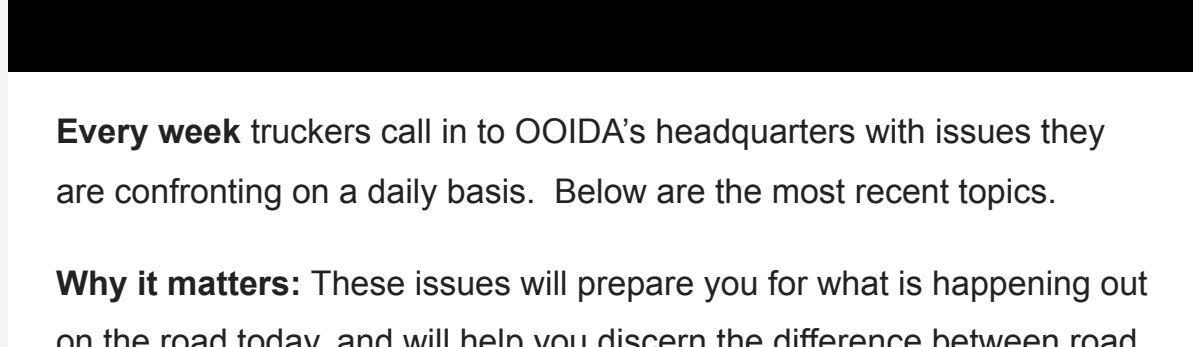 Every week truckers call in to OOIDA’s headquarters with issues they
are confronting on a daily basis.  Below are the most recent topics.
Why it matters: These issues will prepare you for what is happening out
on the road today, and will help you discern the difference between road